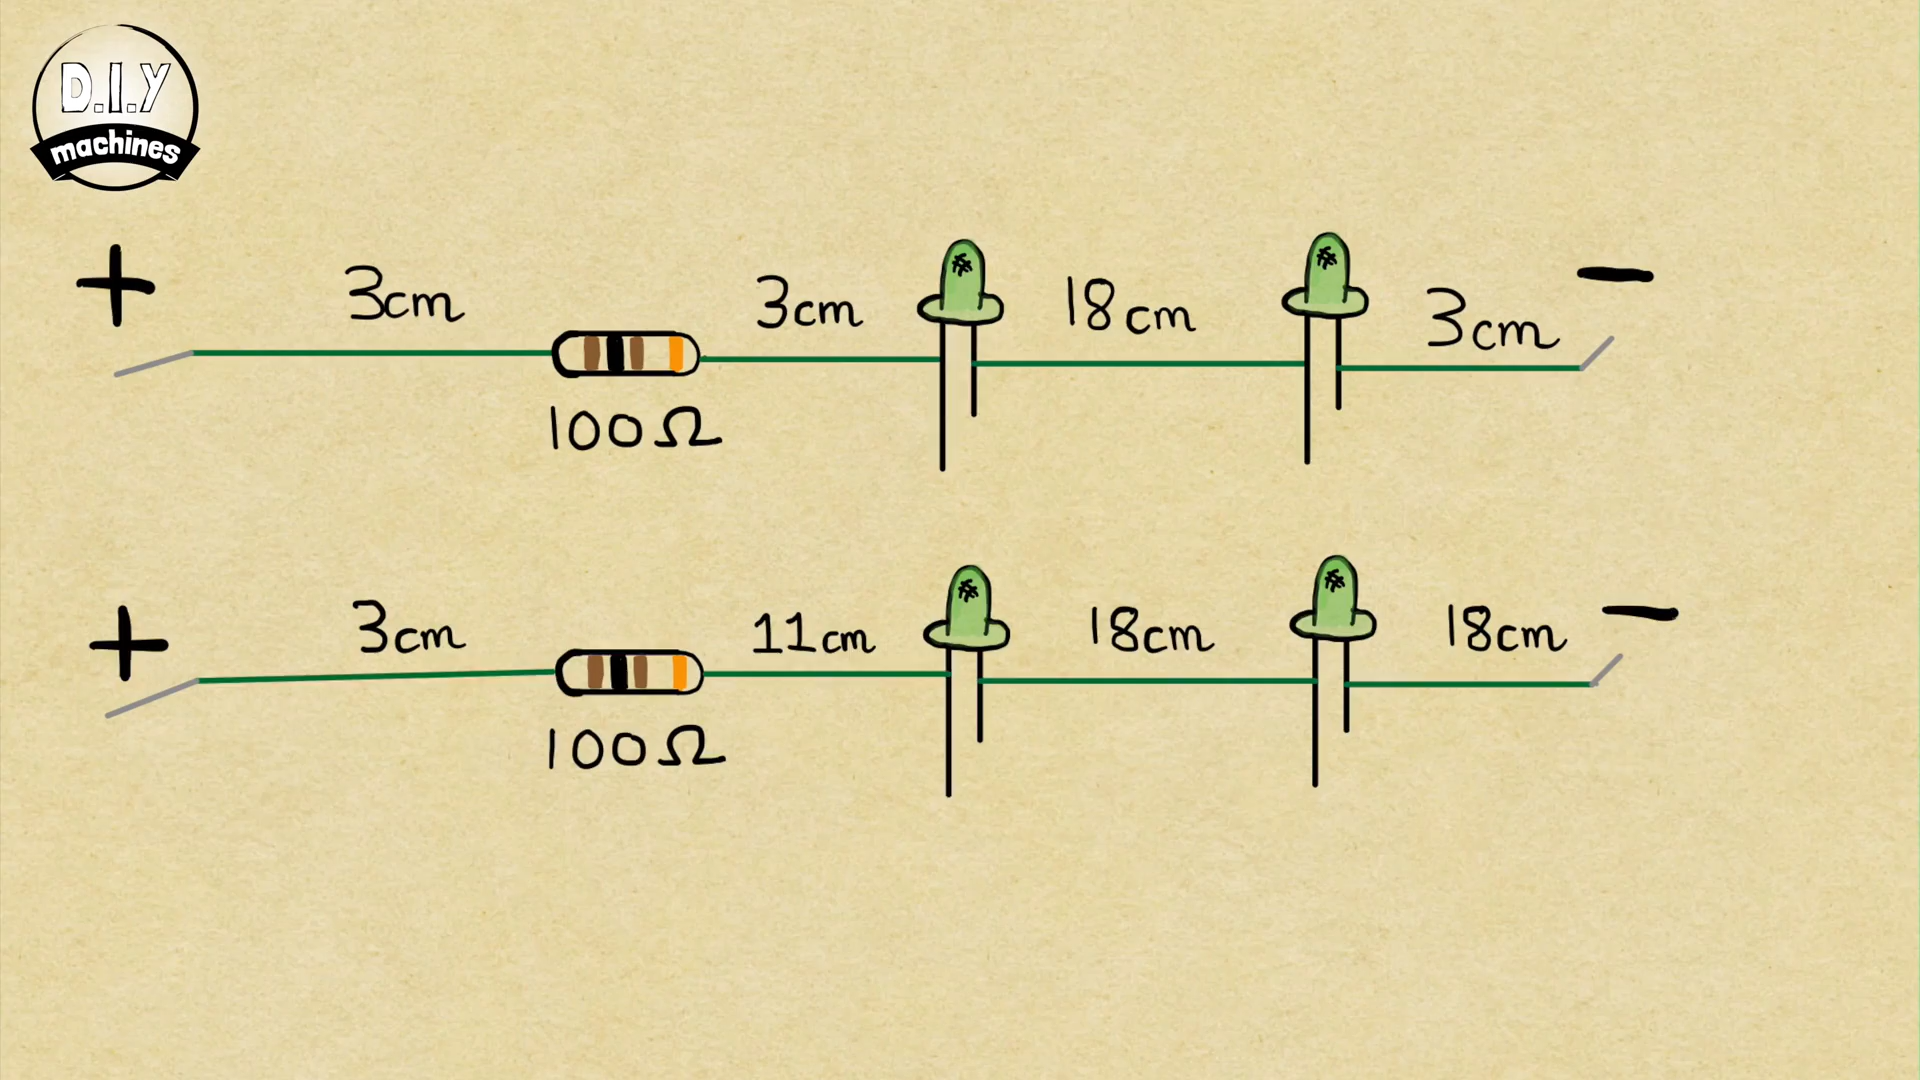 D.I.Y
machines
+ 3cm 3cm 18cm 3cm −
100Ω
+ 3cm 11cm 18cm 18cm −
100Ω